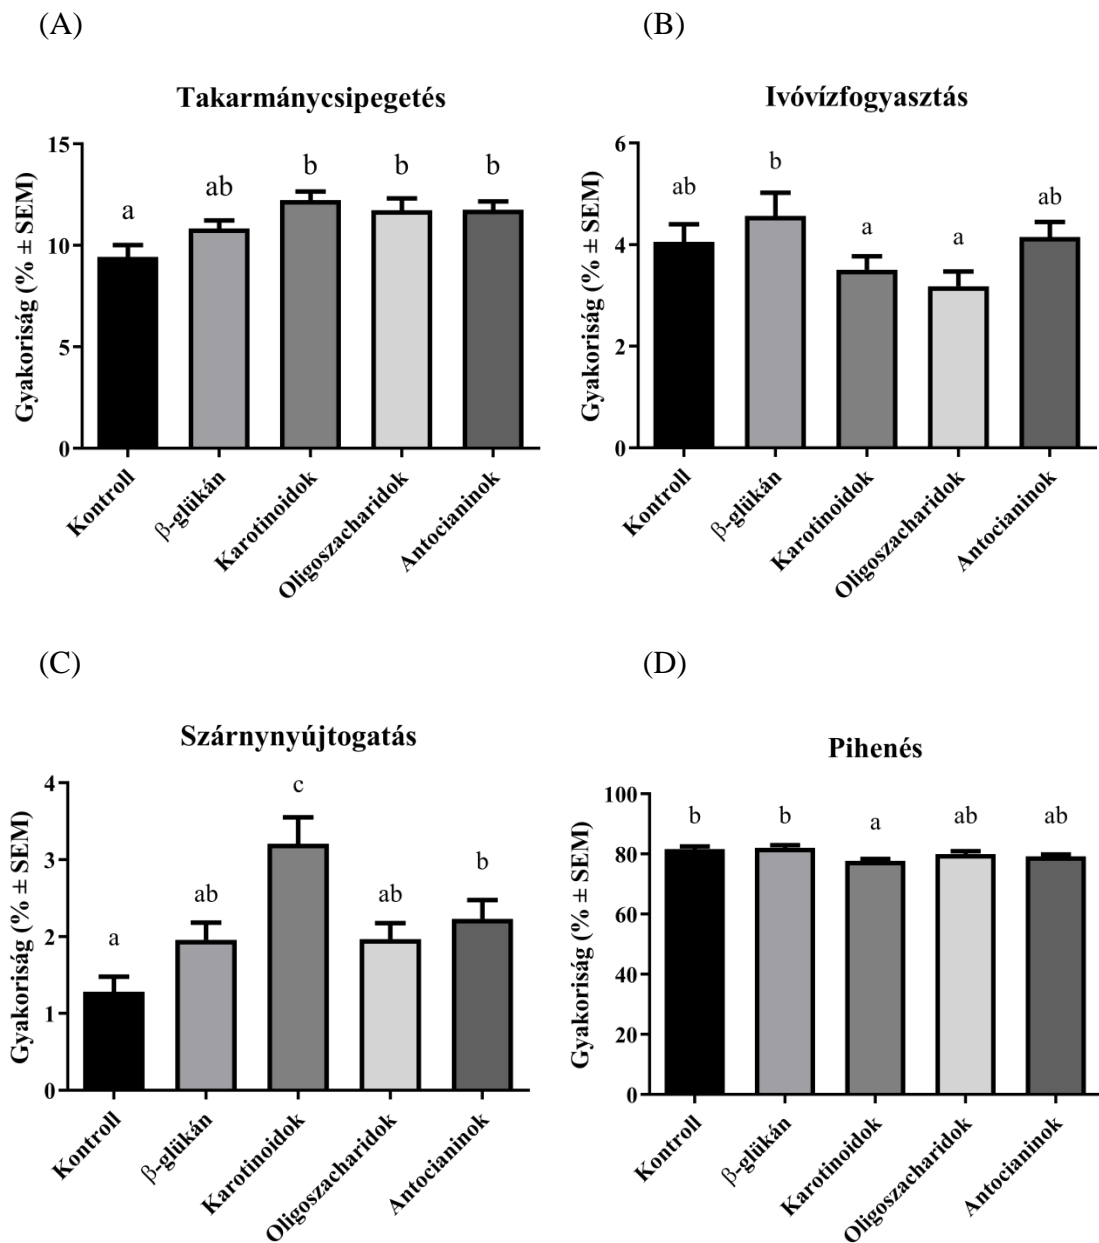 (A)
Takarmánycsipegetés
Gyakoriság (% ± SEM)
15
10
5
0
a
ab
b
b
b
Kontroll
β-glükán
Karotinoidok
Oligoszacharidok
Antocianinok
(B)
Ivóvízfogyasztás
Gyakoriság (% ± SEM)
6
4
2
0
ab
b
a
a
ab
Kontroll
β-glükán
Karotinoidok
Oligoszacharidok
Antocianinok
(C)
Szárnynyújtogatás
Gyakoriság (% ± SEM)
4
3
2
1
0
a
ab
c
ab
b
Kontroll
β-glükán
Karotinoidok
Oligoszacharidok
Antocianinok
(D)
Pihenés
Gyakoriság (% ± SEM)
100
80
60
40
20
0
b
b
a
ab
ab
Kontroll
β-glükán
Karotinoidok
Oligoszacharidok
Antocianinok